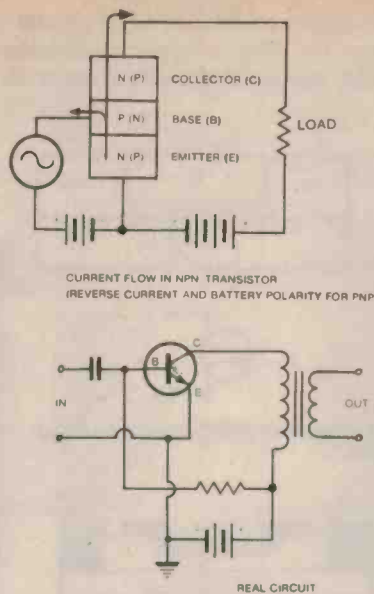 N (P)
COLLECTOR (C)
P (N)
BASE (B)
N (P)
EMITTER (E)
LOAD
CURRENT FLOW IN NPN TRANSISTOR
(REVERSE CURRENT AND BATTERY POLARITY FOR PNP
C
B
E
IN
OUT
REAL CIRCUIT